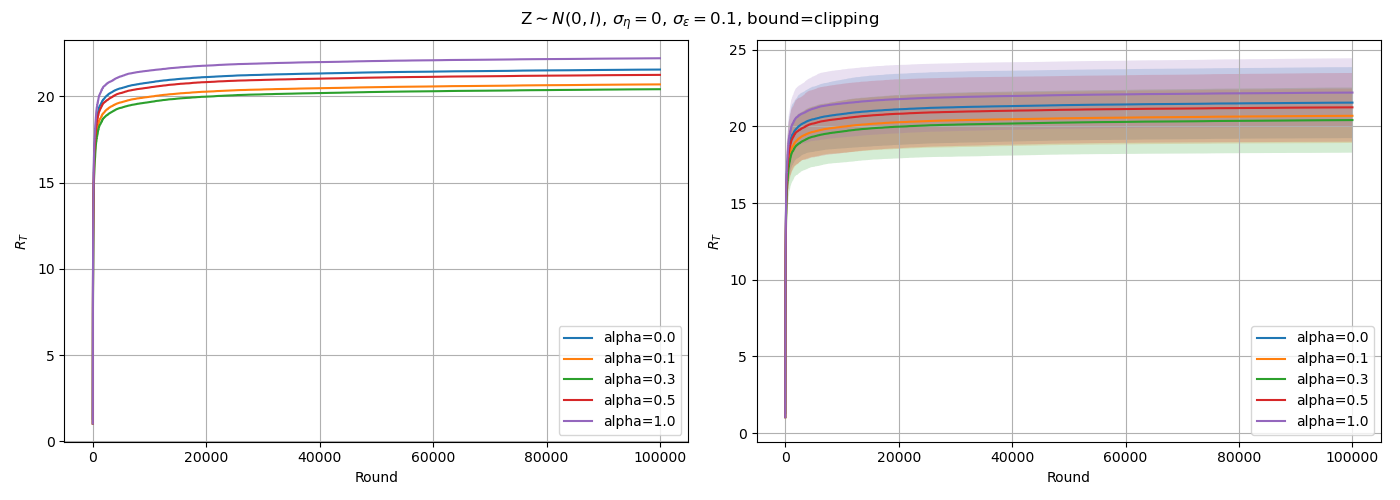 Z ~ N(0, I), σ_η = 0, σ_ε = 0.1, bound=clipping
R_T
20
15
10
5
0
0 20000 40000 60000 80000 100000
Round
alpha=0.0
alpha=0.1
alpha=0.3
alpha=0.5
alpha=1.0
R_T
25
20
15
10
5
0
0 20000 40000 60000 80000 100000
Round
alpha=0.0
alpha=0.1
alpha=0.3
alpha=0.5
alpha=1.0